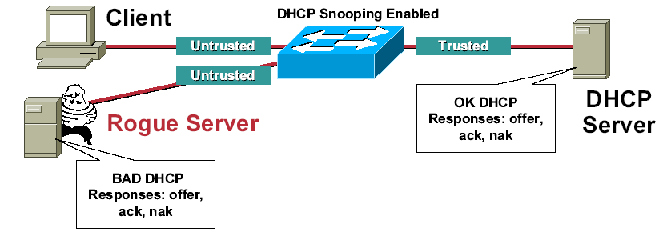 Client
DHCP Snooping Enabled
Untrusted
Trusted
Untrusted
Rogue Server
OK DHCP
Responses: offer,
ack, nak
DHCP
Server
BAD DHCP
Responses: offer,
ack, nak